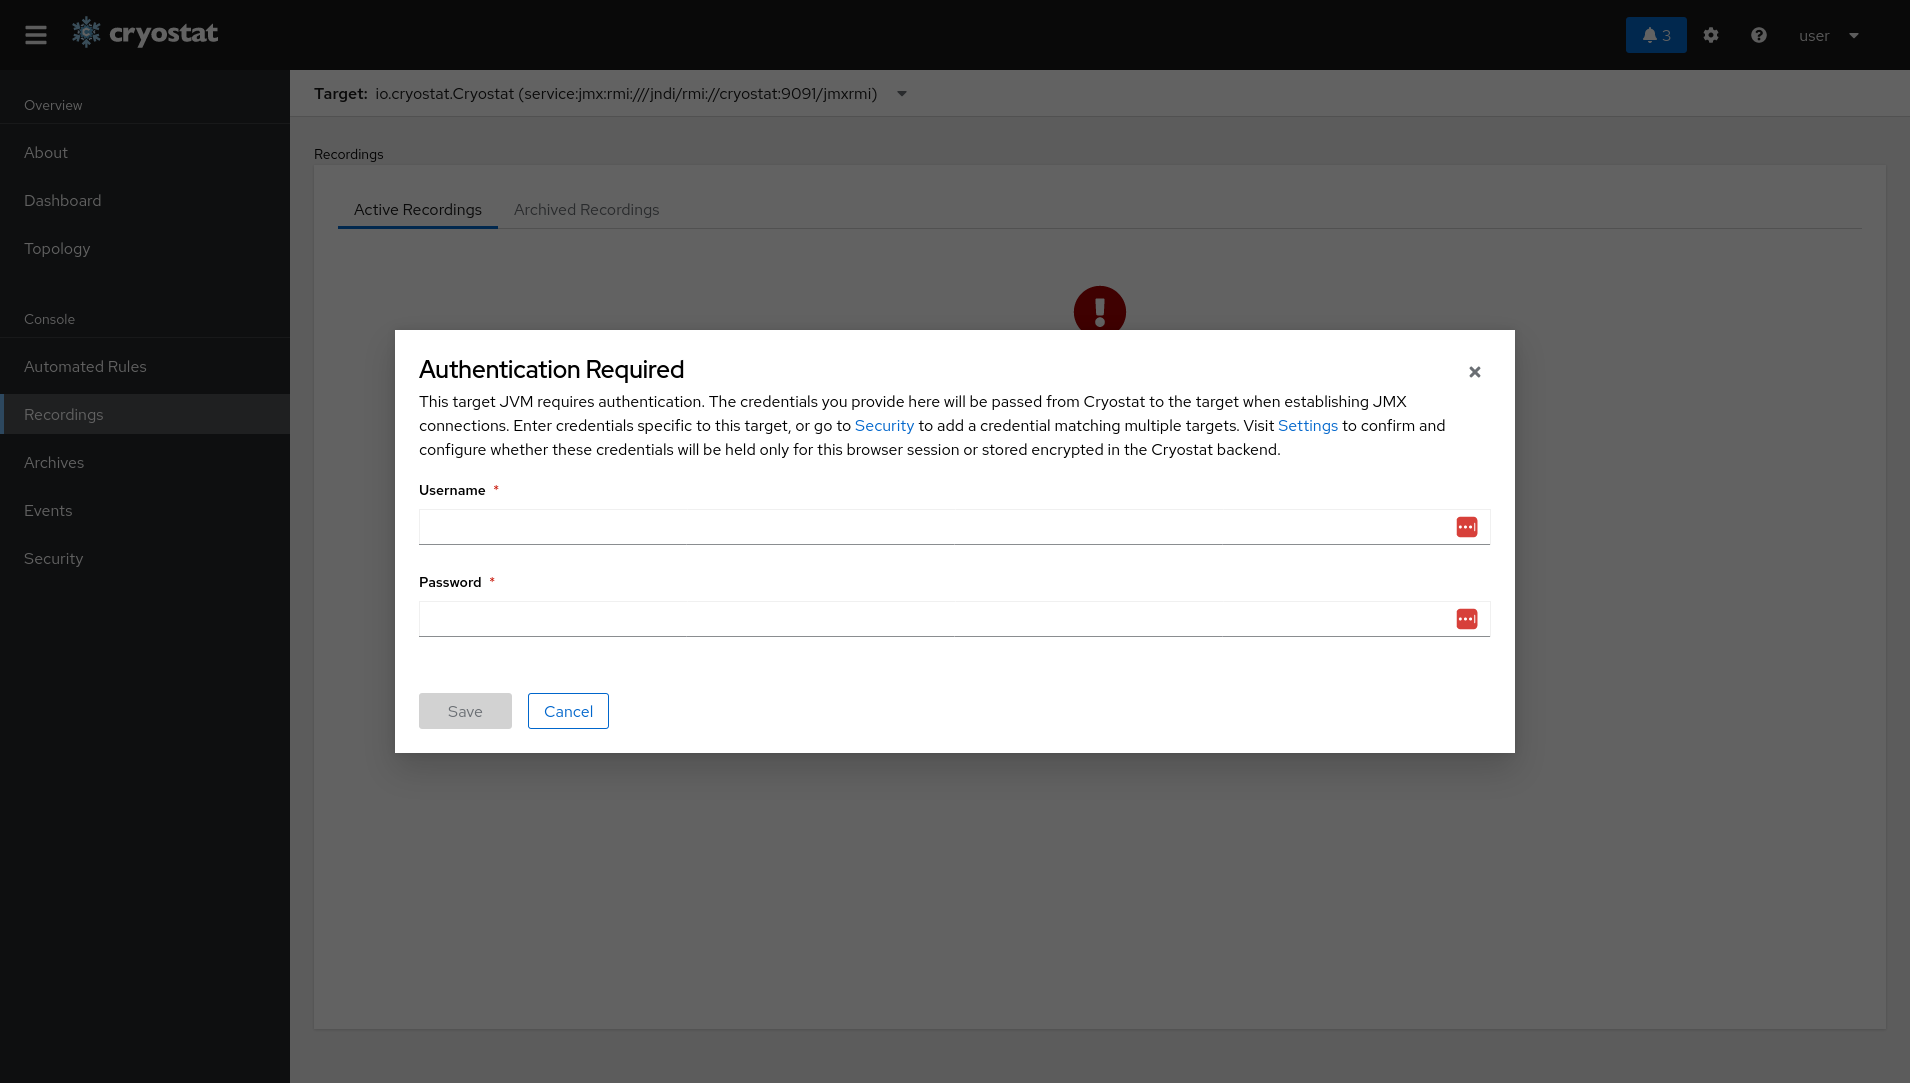 cryostat
3
user
Overview
About
Dashboard
Topology
Console
Automated Rules
Recordings
Archives
Events
Security
Target: io.cryostat.Cryostat (service:jmx:rmi:///jndi/rmi://cryostat:9091/jmxrmi)
Recordings
Active Recordings
Archived Recordings
Authentication Required
This target JVM requires authentication. The credentials you provide here will be passed from Cryostat to the target when establishing JMX
connections. Enter credentials specific to this target, or go to Security to add a credential matching multiple targets. Visit Settings to confirm and
configure whether these credentials will be held only for this browser session or stored encrypted in the Cryostat backend.
Username *
Password *
Save
Cancel